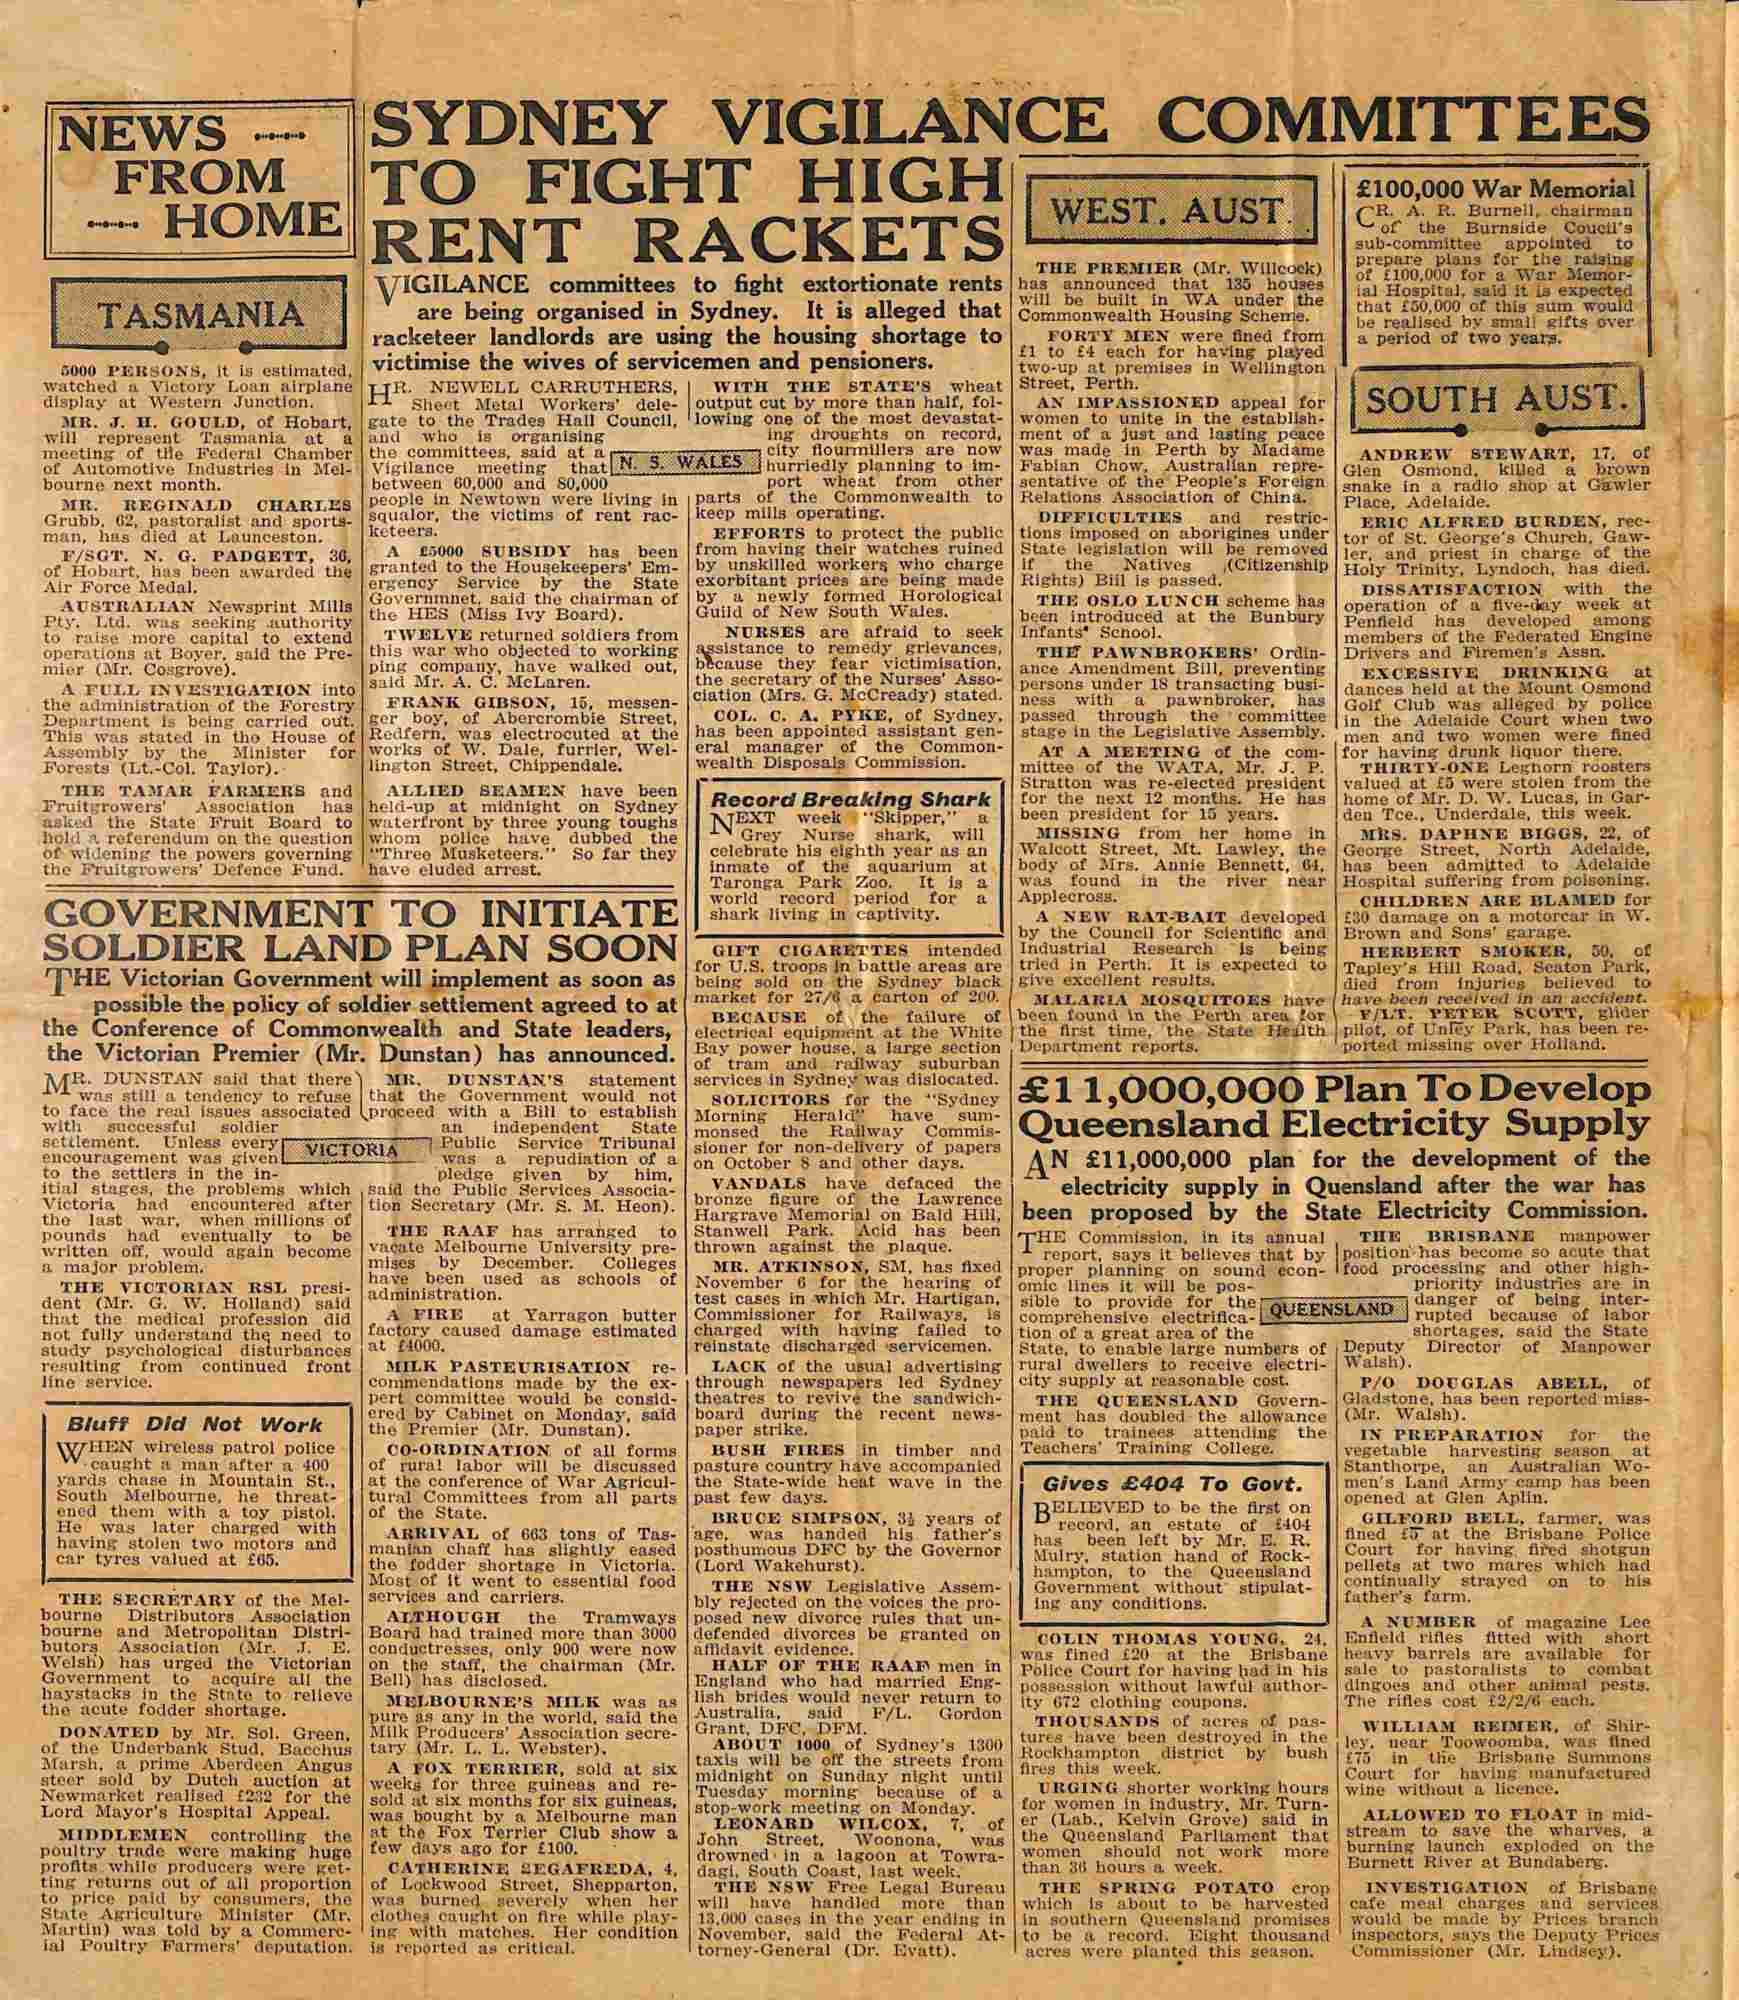 NEWS
FROM
HOME
SYDNEY VIGILANCE COMMITTEES
TO FIGHT HIGH
RENT RACKETS
VIGILANCE committees to fight extortionate rents
are being organised in Sydney. It is alleged that
racketeer landlords are using the housing shortage to
victimise the wives of servicemen and pensioners.
TASMANIA
5000 PERSONS, it is estimated,
watched a Victory Loan airplane
display at Western Junction.
MR. J. H. GOULD, of Hobart,
will represent Tasmania at a
meeting of the Federal Chamber
of Automotive Industries in Mel-
bourne next month.
MR. REGINALD CHARLES
Grubb, 62, pastoralist and sports-
man, has died at Launceston.
F/SGT. N. G. PADGETT, 36,
of Hobart, has been awarded the
Air Force Medal.
AUSTRALIAN Newsprint Mills
Pty. Ltd. was seeking authority
to raise more capital to extend
operations at Boyer, said the Pre-
mier (Mr. Cosgrove).
A FULL INVESTIGATION into
the administration of the Forestry
Department is being carried out.
This was stated in the House of
Assembly by the Minister for
Forests (Lt.-Col. Taylor).
THE TAMAR FARMERS and
Fruitgrowers' Association has
asked the State Fruit Board to
hold a referendum on the question
of widening the powers governing
the Fruitgrowers' Defence Fund.
HR. NEWELL CARRUTHERS,
Sheet Metal Workers' dele-
gate to the Trades Hall Council,
and who is organising
the committees, said at a
Vigilance meeting that
between 60,000 and 80,000
people in Newtown were living in
squalor, the victims of rent rac-
keteers.
A £5000 SUBSIDY has been
granted to the Housekeepers' Em-
ergency Service by the State
Governmnet, said the chairman of
the HES (Miss Ivy Board).
TWELVE returned soldiers from
this war who objected to working
ping company, have walked out,
said Mr. A. C. McLaren.
FRANK GIBSON, 15, messen-
ger boy, of Abercrombie Street,
Redfern, was electrocuted at the
works of W. Dale, furrier, Wel-
lington Street, Chippendale.
ALLIED SEAMEN have been
held-up at midnight on Sydney
waterfront by three young toughs
whom police have dubbed the
"Three Musketeers." So far they
have eluded arrest.
N. S. WALES
WITH THE STATE'S wheat
output cut by more than half, fol-
lowing one of the most devastat-
ing droughts on record,
city flourmillers are now
hurriedly planning to im-
port wheat from other
parts of the Commonwealth to
keep mills operating.
EFFORTS to protect the public
from having their watches ruined
by unskilled workers who charge
exorbitant prices are being made
by a newly formed Horological
Guild of New South Wales.
NURSES are afraid to seek
assistance to remedy grievances,
because they fear victimisation,
the secretary of the Nurses' Asso-
ciation (Mrs. G. McCready) stated.
COL. C. A. PYKE, of Sydney,
has been appointed assistant gen-
eral manager of the Common-
wealth Disposals Commission.
Record Breaking Shark
NEXT week "Skipper," a
Grey Nurse shark, will
celebrate his eighth year as an
inmate of the aquarium at
Taronga Park Zoo. It is a
world record period for a
shark living in captivity.
GIFT CIGARETTES intended
for U.S. troops in battle areas are
being sold on the Sydney black
market for 27/6 a carton of 200.
BECAUSE of the failure of
electrical equipment at the White
Bay power house, a large section
of tram and railway suburban
services in Sydney was dislocated.
SOLICITORS for the "Sydney
Morning Herald" have sum-
monsed the Railway Commis-
sioner for non-delivery of papers
on October 8 and other days.
VANDALS have defaced the
bronze figure of the Lawrence
Hargrave Memorial on Bald Hill,
Stanwell Park. Acid has been
thrown against the plaque.
MR. ATKINSON, SM, has fixed
November 6 for the hearing of
test cases in which Mr. Hartigan,
Commissioner for Railways, is
charged with having failed to
reinstate discharged servicemen.
LACK of the usual advertising
through newspapers led Sydney
theatres to revive the sandwich-
board during the recent news-
paper strike.
BUSH FIRES in timber and
pasture country have accompanied
the State-wide heat wave in the
past few days.
BRUCE SIMPSON, 3½ years of
age, was handed his father's
posthumous DFC by the Governor
(Lord Wakehurst).
THE NSW Legislative Assem-
bly rejected on the voices the pro-
posed new divorce rules that un-
defended divorces be granted on
affidavit evidence.
HALF OF THE RAAF men in
England who had married Eng-
lish brides would never return to
Australia, said F/L. Gordon
Grant, DFC, DFM.
ABOUT 1000 of Sydney's 1300
taxis will be off the streets from
midnight on Sunday night until
Tuesday morning because of a
stop-work meeting on Monday.
LEONARD WILCOX, 7, of
John Street, Woonona, was
drowned in a lagoon at Towra-
dagi, South Coast, last week.
THE NSW Free Legal Bureau
will have handled more than
13,000 cases in the year ending in
November, said the Federal At-
torney-General (Dr. Evatt).
GOVERNMENT TO INITIATE
SOLDIER LAND PLAN SOON
THE Victorian Government will implement as soon as
possible the policy of soldier settlement agreed to at
the Conference of Commonwealth and State leaders,
the Victorian Premier (Mr. Dunstan) has announced.
MR. DUNSTAN said that there
was still a tendency to refuse
to face the real issues associated
with successful soldier
settlement. Unless every
encouragement was given
to the settlers in the in-
itial stages, the problems which
Victoria had encountered after
the last war, when millions of
pounds had eventually to be
written off, would again become
a major problem.
THE VICTORIAN RSL presi-
dent (Mr. G. W. Holland) said
that the medical profession did
not fully understand the need to
study psychological disturbances
resulting from continued front
line service.
Bluff Did Not Work
WHEN wireless patrol police
caught a man after a 400
yards chase in Mountain St.,
South Melbourne, he threat-
ened them with a toy pistol.
He was later charged with
having stolen two motors and
car tyres valued at £65.
THE SECRETARY of the Mel-
bourne Distributors Association
bourne and Metropolitan Distri-
butors Association (Mr. J. E.
Welsh) has urged the Victorian
Government to acquire all the
haystacks in the State to relieve
the acute fodder shortage.
DONATED by Mr. Sol. Green,
of the Underbank Stud, Bacchus
Marsh, a prime Aberdeen Angus
steer sold by Dutch auction at
Newmarket realised £232 for the
Lord Mayor's Hospital Appeal.
MIDDLEMEN controlling the
poultry trade were making huge
profits while producers were get-
ting returns out of all proportion
to price paid by consumers, the
State Agriculture Minister (Mr.
Martin) was told by a Commerc-
ial Poultry Farmers' deputation.
VICTORIA
MR. DUNSTAN'S statement
that the Government would not
proceed with a Bill to establish
an independent State
Public Service Tribunal
was a repudiation of a
pledge given by him,
said the Public Services Associa-
tion Secretary (Mr. S. M. Heon).
THE RAAF has arranged to
vacate Melbourne University pre-
mises by December. Colleges
have been used as schools of
administration.
A FIRE at Yarragon butter
factory caused damage estimated
at £4000.
MILK PASTEURISATION re-
commendations made by the ex-
pert committee would be consid-
ered by Cabinet on Monday, said
the Premier (Mr. Dunstan).
CO-ORDINATION of all forms
of rural labor will be discussed
at the conference of War Agricul-
tural Committees from all parts
of the State.
ARRIVAL of 663 tons of Tas-
manian chaff has slightly eased
the fodder shortage in Victoria.
Most of it went to essential food
services and carriers.
ALTHOUGH the Tramways
Board had trained more than 3000
conductresses, only 900 were now
on the staff, the chairman (Mr.
Bell) has disclosed.
MELBOURNE'S MILK was as
pure as any in the world, said the
Milk Producers' Association secre-
tary (Mr. L. L. Webster).
A FOX TERRIER, sold at six
weeks for three guineas and re-
sold at six months for six guineas,
was bought by a Melbourne man
at the Fox Terrier Club show a
few days ago for £100.
CATHERINE SEGAFREDA, 4,
of Lockwood Street, Shepparton,
was burned severely when her
clothes caught on fire while play-
ing with matches. Her condition
is reported as critical.
WEST. AUST.
THE PREMIER (Mr. Willcock)
has announced that 135 houses
will be built in WA under the
Commonwealth Housing Scheme.
FORTY MEN were fined from
£1 to £4 each for having played
two-up at premises in Wellington
Street, Perth.
AN IMPASSIONED appeal for
women to unite in the establish-
ment of a just and lasting peace
was made in Perth by Madame
Fabian Chow, Australian repre-
sentative of the People's Foreign
Relations Association of China.
DIFFICULTIES and restric-
tions imposed on aborigines under
State legislation will be removed
if the Natives (Citizenship
Rights) Bill is passed.
THE OSLO LUNCH scheme has
been introduced at the Bunbury
Infants' School.
THE PAWNBROKERS' Ordin-
ance Amendment Bill, preventing
persons under 18 transacting busi-
ness with a pawnbroker, has
passed through the committee
stage in the Legislative Assembly.
AT A MEETING of the com-
mittee of the WATA, Mr. J. P.
Stratton was re-elected president
for the next 12 months. He has
been president for 15 years.
MISSING from her home in
Walcott Street, Mt. Lawley, the
body of Mrs. Annie Bennett, 64,
was found in the river near
Applecross.
A NEW RAT-BAIT developed
by the Council for Scientific and
Industrial Research is being
tried in Perth. It is expected to
give excellent results.
MALARIA MOSQUITOES have
been found in the Perth area for
the first time, the State Health
Department reports.
£100,000 War Memorial
CR. A. R. Burnell, chairman
of the Burnside Coucil's
sub-committee appointed to
prepare plans for the raising
of £100,000 for a War Memor-
ial Hospital, said it is expected
that £50,000 of this sum would
be realised by small gifts over
a period of two years.
SOUTH AUST.
ANDREW STEWART, 17, of
Glen Osmond, killed a brown
snake in a radio shop at Gawler
Place, Adelaide.
ERIC ALFRED BURDEN, rec-
tor of St. George's Church, Gaw-
ler, and priest in charge of the
Holy Trinity, Lyndoch, has died.
DISSATISFACTION with the
operation of a five-day week at
Penfield has developed among
members of the Federated Engine
Drivers and Firemen's Assn.
EXCESSIVE DRINKING at
dances held at the Mount Osmond
Golf Club was alleged by police
in the Adelaide Court when two
men and two women were fined
for having drunk liquor there.
THIRTY-ONE Leghorn roosters
valued at £5 were stolen from the
home of Mr. D. W. Lucas, in Gar-
den Tce., Underdale, this week.
MRS. DAPHNE BIGGS, 22, of
George Street, North Adelaide,
has been admitted to Adelaide
Hospital suffering from poisoning.
CHILDREN ARE BLAMED for
£30 damage on a motorcar in W.
Brown and Sons' garage.
HERBERT SMOKER, 50, of
Tapley's Hill Road, Seaton Park,
died from injuries believed to
have been received in an accident.
F/LT. PETER SCOTT, glider
pilot, of Unley Park, has been re-
ported missing over Holland.
£11,000,000 Plan To Develop
Queensland Electricity Supply
AN £11,000,000 plan for the development of the
electricity supply in Quensland after the war has
been proposed by the State Electricity Commission.
THE Commission, in its annual
report, says it believes that by
proper planning on sound econ-
omic lines it will be pos-
sible to provide for the
comprehensive electrifica-
tion of a great area of the
State, to enable large numbers of
rural dwellers to receive electri-
city supply at reasonable cost.
THE QUEENSLAND Govern-
ment has doubled the allowance
paid to trainees attending the
Teachers' Training College.
Gives £404 To Govt.
BELIEVED to be the first on
record, an estate of £404
has been left by Mr. E. R.
Mulry, station hand of Rock-
hampton, to the Queensland
Government without stipulat-
ing any conditions.
COLIN THOMAS YOUNG, 24,
was fined £20 at the Brisbane
Police Court for having had in his
possession without lawful author-
ity 672 clothing coupons.
THOUSANDS of acres of pas-
tures have been destroyed in the
Rockhampton district by bush
fires this week.
URGING shorter working hours
for women in industry, Mr. Turn-
er (Lab., Kelvin Grove) said in
the Queensland Parliament that
women should not work more
than 36 hours a week.
THE SPRING POTATO crop
which is about to be harvested
in southern Queensland promises
to be a record. Eight thousand
acres were planted this season.
QUEENSLAND
THE BRISBANE manpower
position has become so acute that
food processing and other high-
priority industries are in
danger of being inter-
rupted because of labor
shortages, said the State
Deputy Director of Manpower
Walsh).
P/O DOUGLAS ABELL, of
Gladstone, has been reported miss-
(Mr. Walsh).
IN PREPARATION for the
vegetable harvesting season at
Stanthorpe, an Australian Wo-
men's Land Army camp has been
opened at Glen Aplin.
GILFORD BELL, farmer, was
fined £5 at the Brisbane Police
Court for having fired shotgun
pellets at two mares which had
continually strayed on to his
father's farm.
A NUMBER of magazine Lee
Enfield rifles fitted with short
heavy barrels are available for
sale to pastoralists to combat
dingoes and other animal pests.
The rifles cost £2/2/6 each.
WILLIAM REIMER, of Shir-
ley, near Toowoomba, was fined
£75 in the Brisbane Summons
Court for having manufactured
wine without a licence.
ALLOWED TO FLOAT in mid-
stream to save the wharves, a
burning launch exploded on the
Burnett River at Bundaberg.
INVESTIGATION of Brisbane
cafe meal charges and services
would be made by Prices branch
inspectors, says the Deputy Prices
Commissioner (Mr. Lindsey).